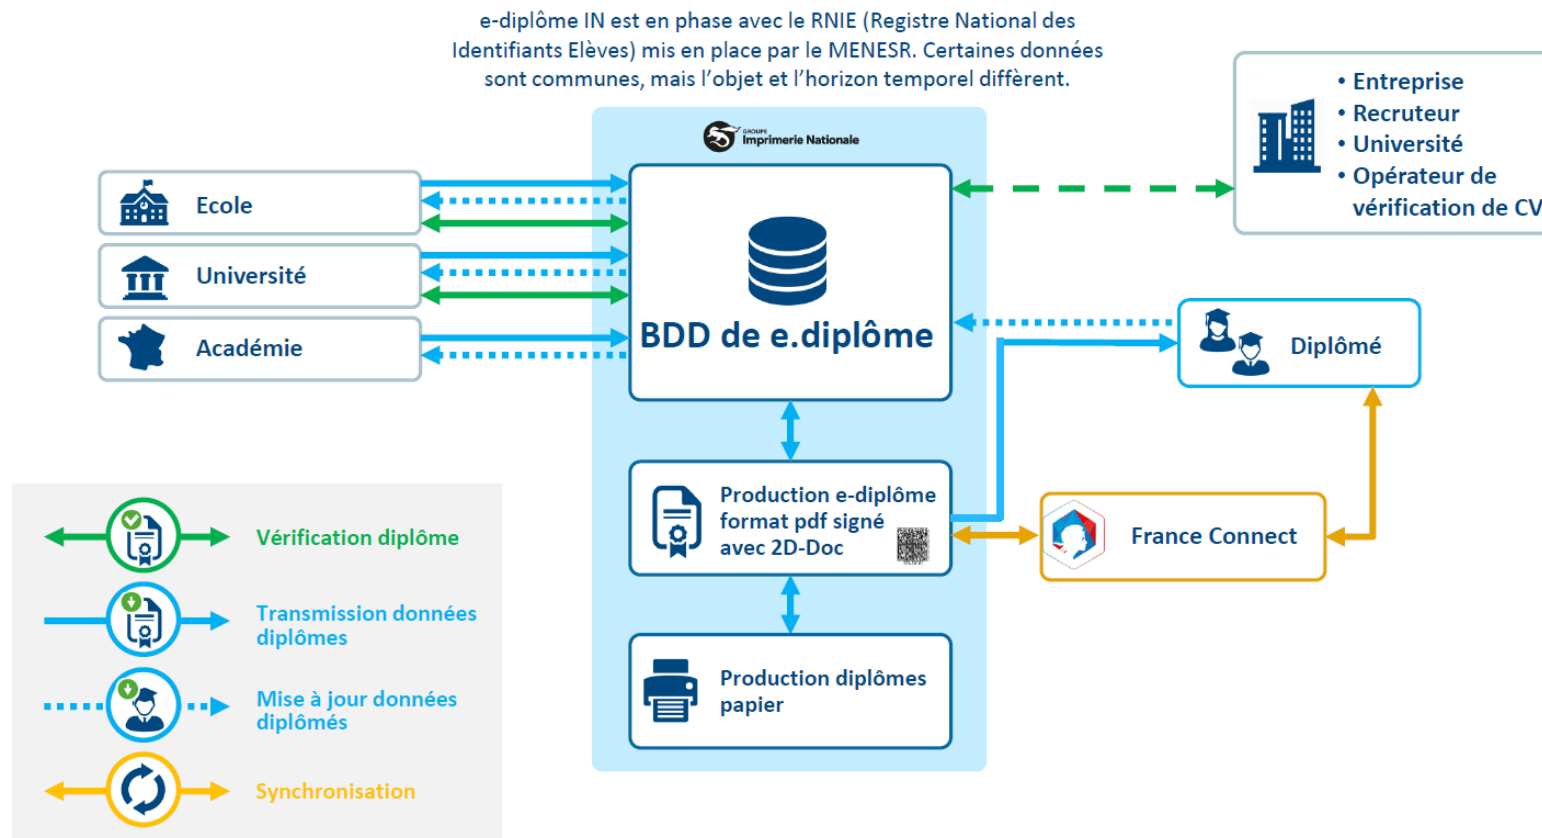 e-diplôme IN est en phase avec le RNIE (Registre National des
Identifiants Elèves) mis en place par le MENESR. Certaines données
sont communes, mais l'objet et l'horizon temporel diffèrent.
GROUPE
Imprimerie Nationale
• Entreprise
• Recruteur
• Université
• Opérateur de
vérification de CV
Ecole
Université
Académie
BDD de e.diplôme
Diplômé
Production e-diplôme
format pdf signé
avec 2D-Doc
France Connect
Production diplômes
papier
Vérification diplôme
Transmission données
diplômes
Mise à jour données
diplômés
Synchronisation